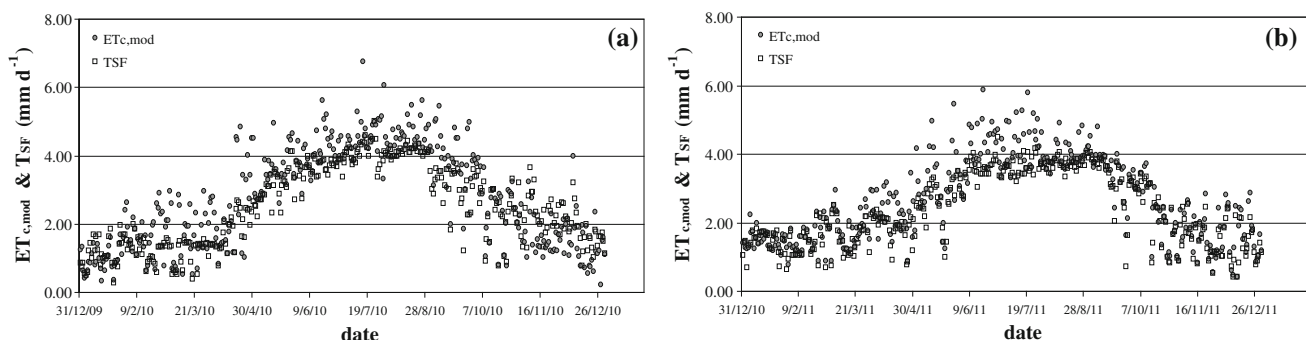 8.00
6.00
4.00
2.00
0.00
ETc,mod & TSF (mm d-1)
ETc,mod
TSF
(a)
31/12/09 9/2/10 21/3/10 30/4/10 9/6/10 19/7/10 28/8/10 7/10/10 16/11/10 26/12/10
date
8.00
6.00
4.00
2.00
0.00
ETc,mod & TSF (mm d-1)
ETc,mod
TSF
(b)
31/12/10 9/2/11 21/3/11 30/4/11 9/6/11 19/7/11 28/8/11 7/10/11 16/11/11 26/12/11
date